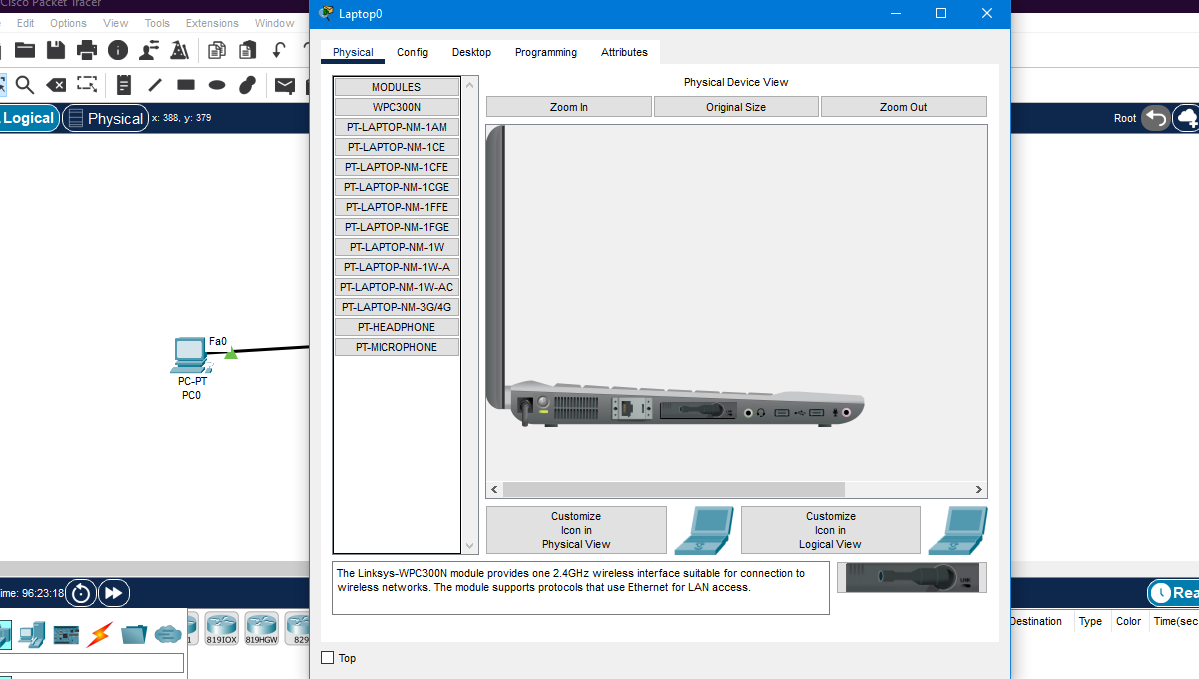 Cisco Packet Tracer
Laptop0
Edit Options View Tools Extensions Window
Physical Config Desktop Programming Attributes
MODULES
WPC300N
PT-LAPTOP-NM-1AM
PT-LAPTOP-NM-1CE
PT-LAPTOP-NM-1CFE
PT-LAPTOP-NM-1CGE
PT-LAPTOP-NM-1FFE
PT-LAPTOP-NM-1FGE
PT-LAPTOP-NM-1W
PT-LAPTOP-NM-1W-A
PT-LAPTOP-NM-1W-AC
PT-LAPTOP-NM-3G/4G
PT-HEADPHONE
PT-MICROPHONE
Physical Device View
Zoom In Original Size Zoom Out
Logical Physical x: 388, y: 379
Root
Fa0
PC-PT
PC0
Customize
Icon in
Physical View
Customize
Icon in
Logical View
The Linksys-WPC300N module provides one 2.4GHz wireless interface suitable for connection to
wireless networks. The module supports protocols that use Ethernet for LAN access.
LINK
Top
ime: 96:23:18
Rea
1 819IOX 819HGW 829
Destination Type Color Time(sec